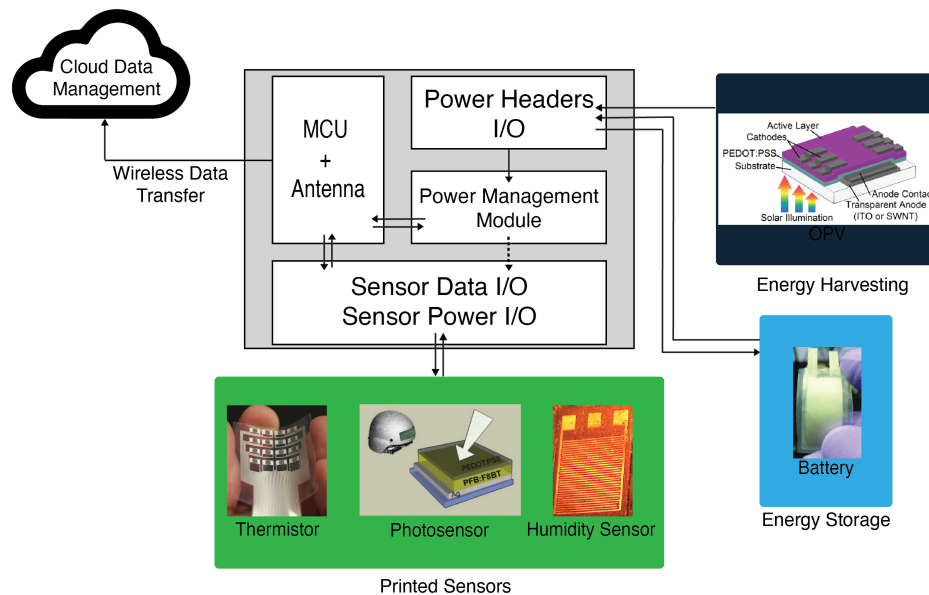 Cloud Data
Management
Wireless Data
Transfer
MCU
+
Antenna
Power Headers
I/O
Power Management
Module
Sensor Data I/O
Sensor Power I/O
Active Layer
Cathodes
PEDOT:PSS
Substrate
Anode Contac
Transparent Anode
(ITO or SWNT)
Solar Illumination
OPV
Energy Harvesting
Battery
Energy Storage
PEDOT:PSS
PFB:F8BT
Ag
Thermistor
Photosensor
Humidity Sensor
Printed Sensors